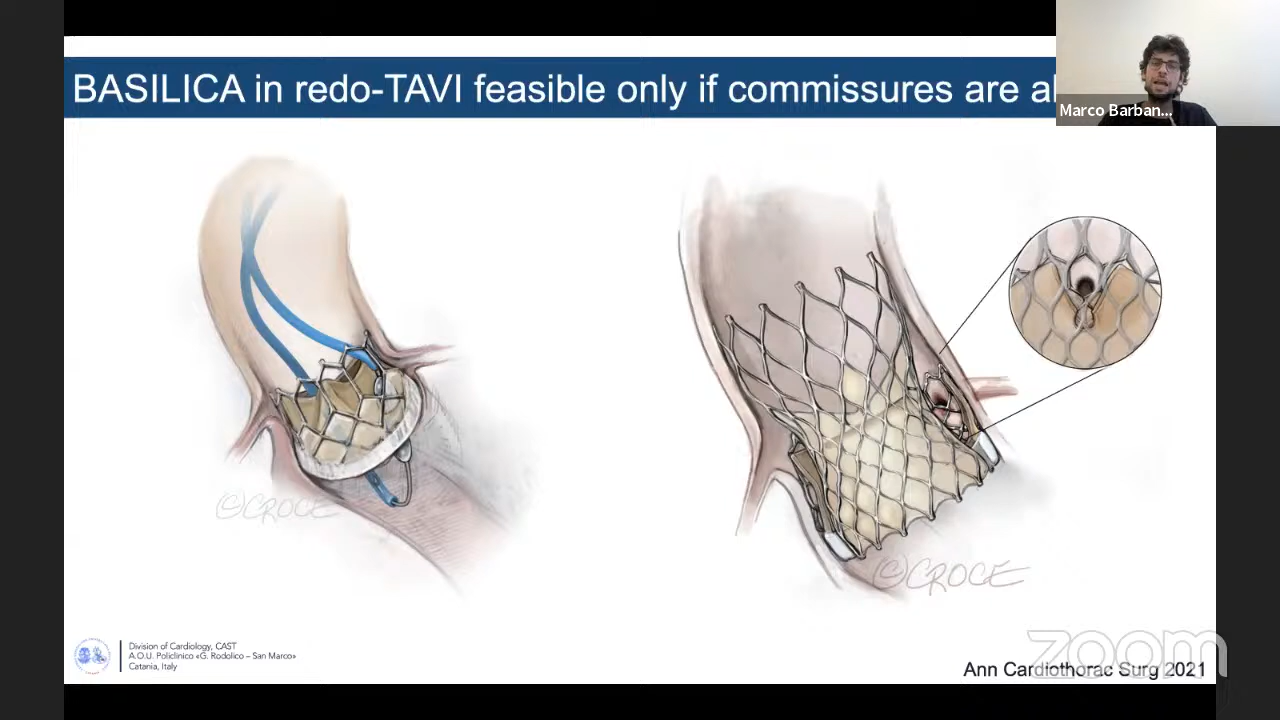 BASILICA in redo-TAVI feasible only if commissures are al
Marco Barban...
©CROCE
©CROCE
Division of Cardiology, CAST
A.O.U. Policlinico «G. Rodolico – San Marco»
Catania, Italy
zoom
Ann Cardiothorac Surg 2021